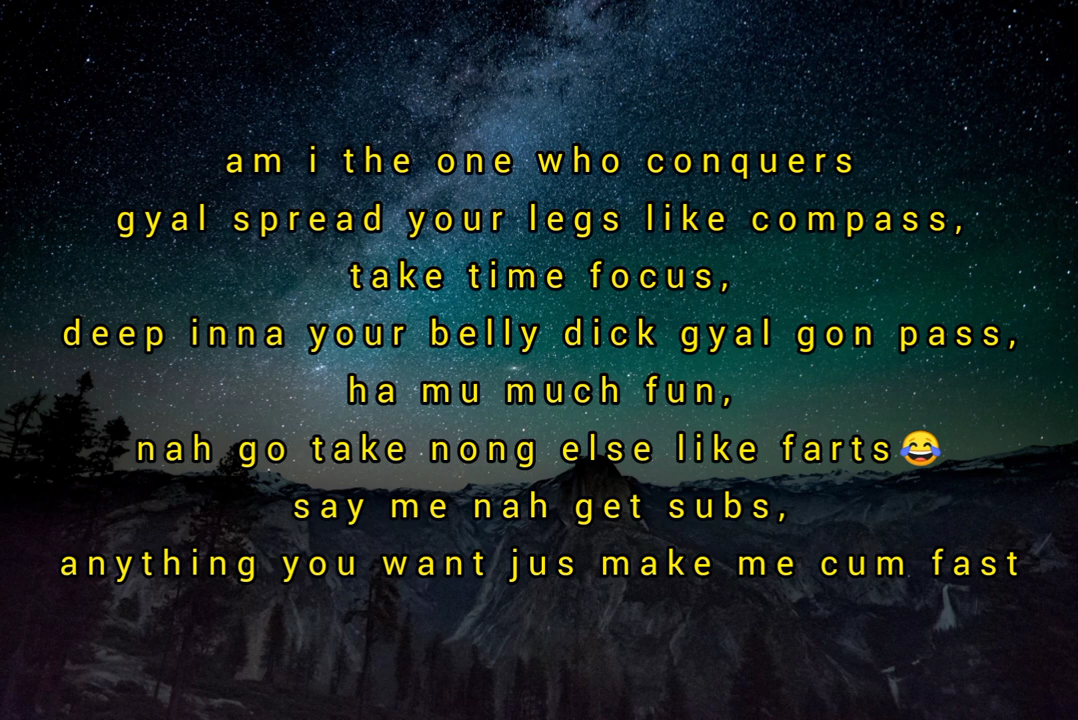 am i the one who conquers
gyal spread your legs like compass,
take time focus,
deep inna your belly dick gyal gon pass,
ha mu much fun,
nah go take nong else like farts😂
say me nah get subs,
anything you want jus make me cum fast